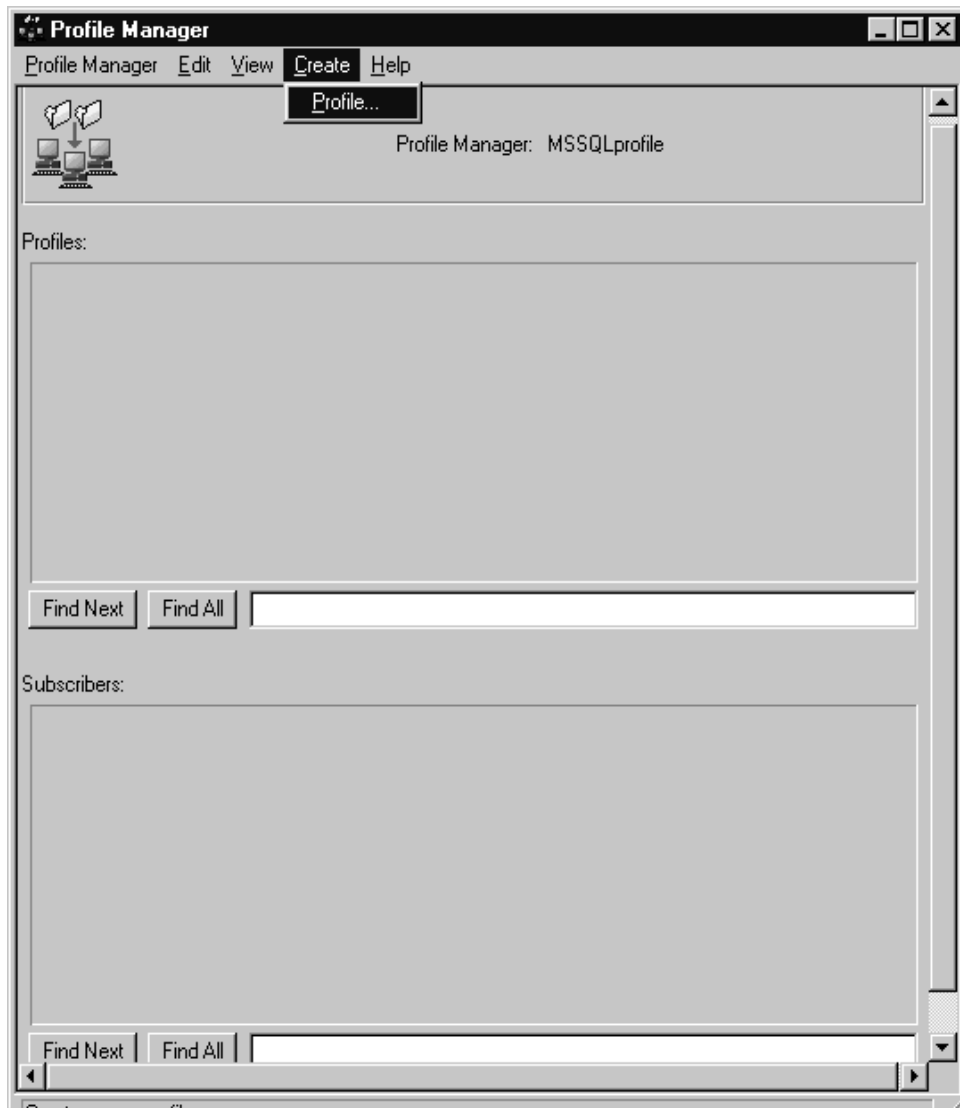 Profile Manager
Profile Manager Edit View Create Help
Profile...
Profile Manager: MSSQLprofile
Profiles:
Find Next Find All
Subscribers:
Find Next Find All